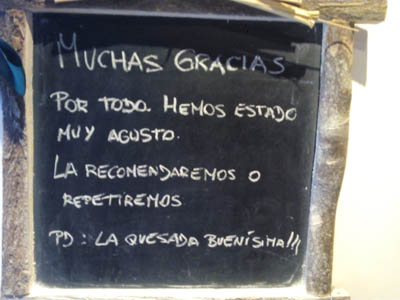 MUCHAS GRACIAS
POR TODO. HEMOS ESTADO
MUY AGUSTO.
LA RECOMENDAREMOS O
REPETIREMOS
PD: LA QUESADA BUENÍSIMA!!!